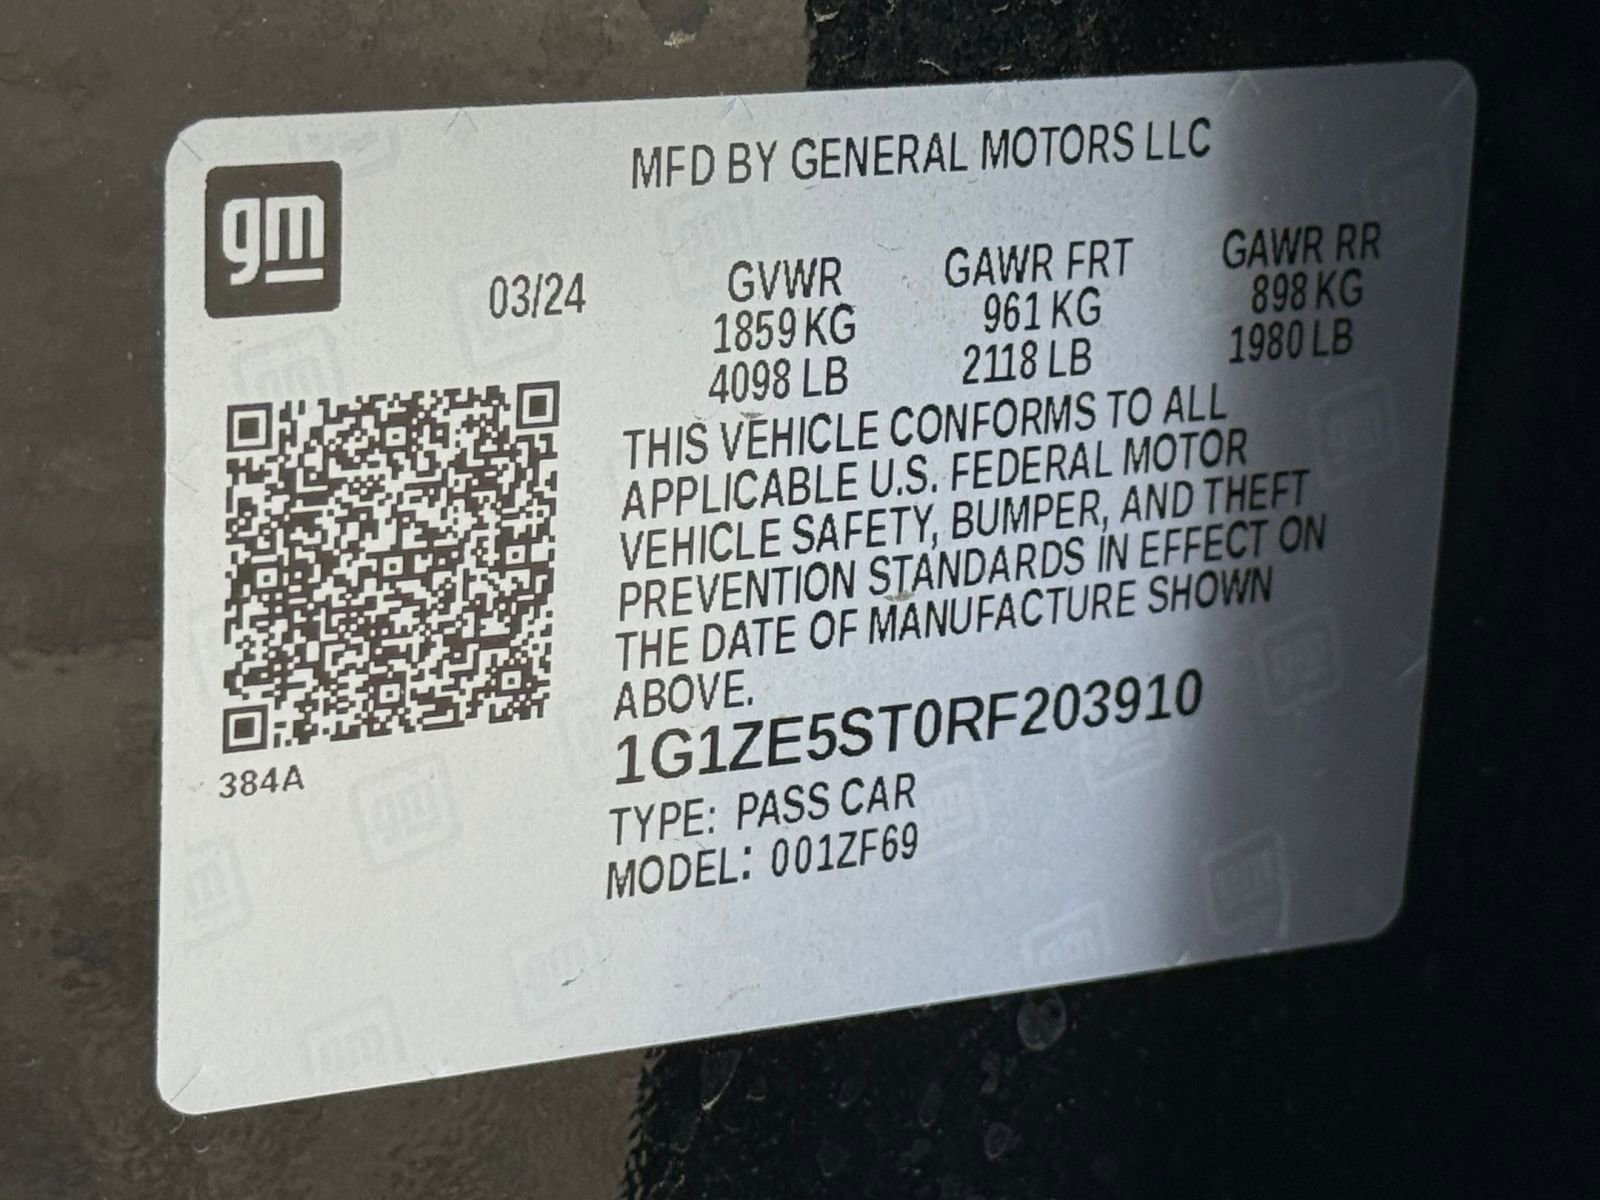 gm
MFD BY GENERAL MOTORS LLC
03/24 GVWR GAWR FRT GAWR RR
1859 KG 961 KG 898 KG
4098 LB 2118 LB 1980 LB
THIS VEHICLE CONFORMS TO ALL
APPLICABLE U.S. FEDERAL MOTOR
VEHICLE SAFETY, BUMPER, AND THEFT
PREVENTION STANDARDS IN EFFECT ON
THE DATE OF MANUFACTURE SHOWN
ABOVE.
1G1ZE5ST0RF203910
TYPE: PASS CAR
MODEL: 001ZF69
384A